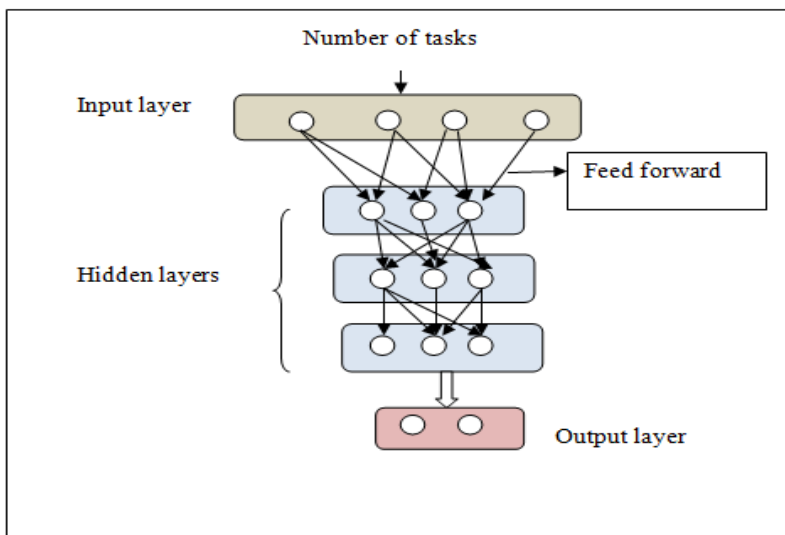 Number of tasks
Input layer
Feed forward
Hidden layers
Output layer